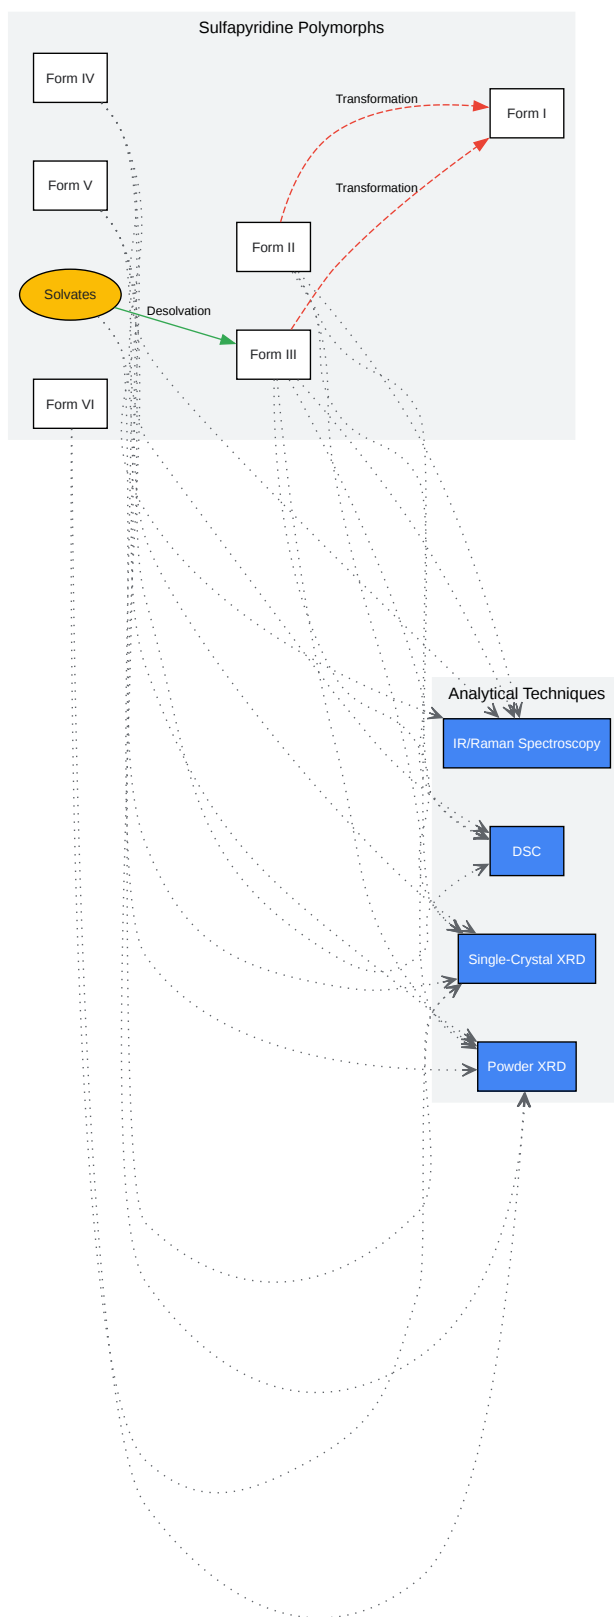 Sulfapyridine Polymorphs
Form IV
Transformation
Form I
Form V
Transformation
Form II
Solvates
Desolvation
Form III
Form VI
Analytical Techniques
IR/Raman Spectroscopy
DSC
Single-Crystal XRD
Powder XRD